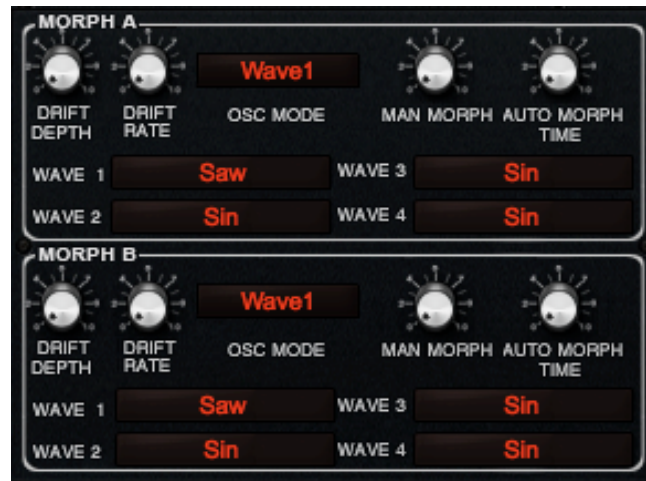 MORPH A
Wave1
DRIFT DEPTH
DRIFT RATE
OSC MODE
MAN MORPH
AUTO MORPH TIME
WAVE 1 Saw WAVE 3 Sin
WAVE 2 Sin WAVE 4 Sin
MORPH B
Wave1
DRIFT DEPTH
DRIFT RATE
OSC MODE
MAN MORPH
AUTO MORPH TIME
WAVE 1 Saw WAVE 3 Sin
WAVE 2 Sin WAVE 4 Sin